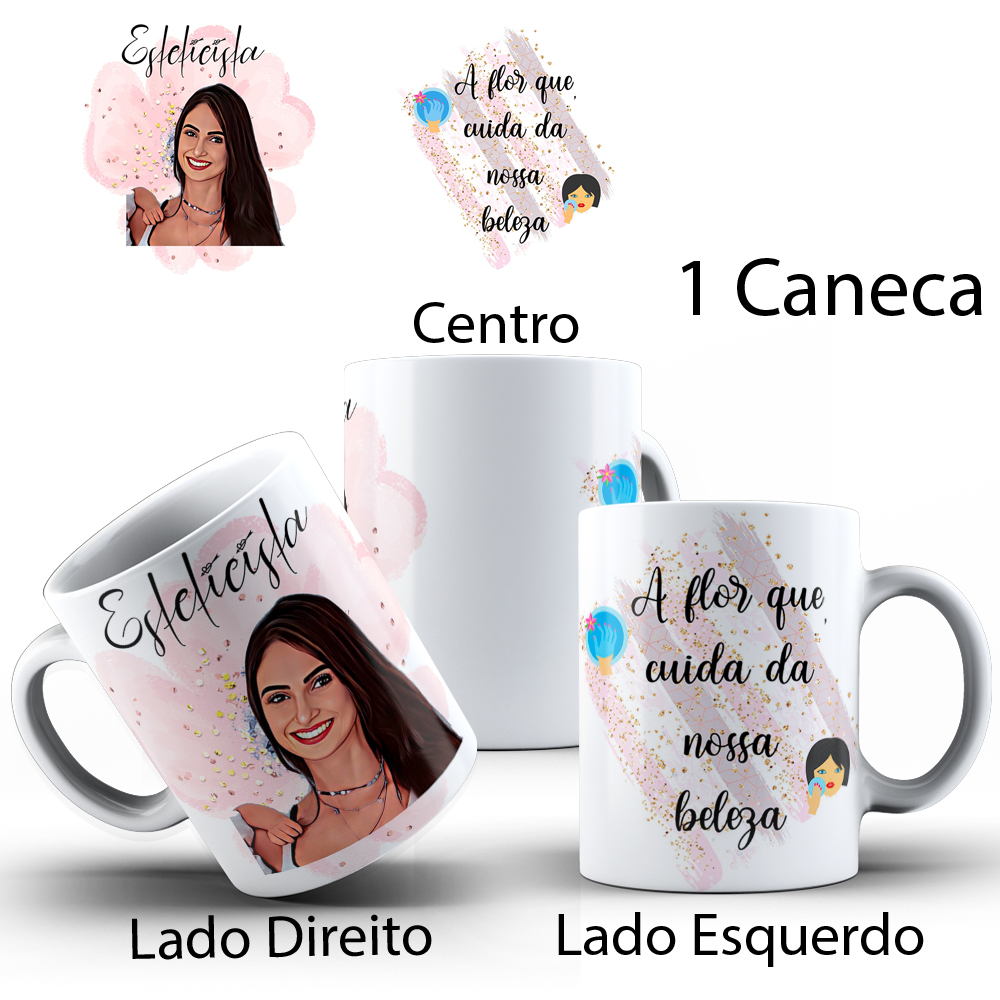 Esteticista
A flor que,
cuida da
nossa
beleza
1 Caneca
Centro
a
Esteticista
A flor que,
cuida da
nossa
beleza
Lado Direito
Lado Esquerdo